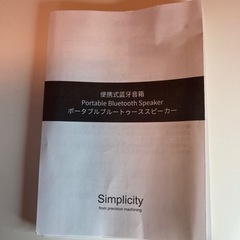 便携式蓝牙音箱
Portable Bluetooth Speaker
ポータブルブルートゥーススピーカー
Simplicity
from precision machining